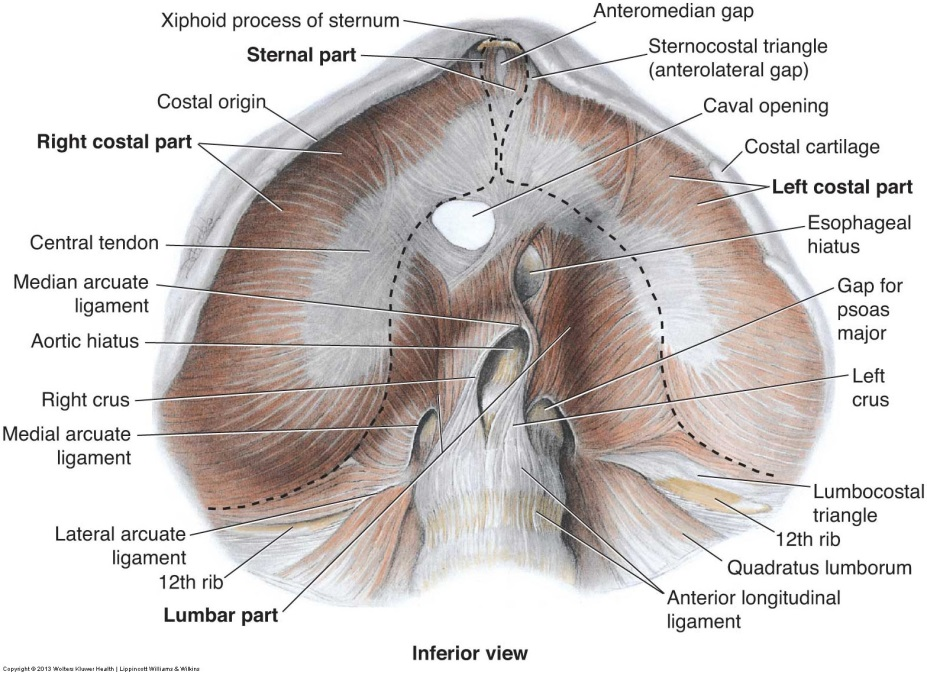 Xiphoid process of sternum
Sternal part
Costal origin
Right costal part
Central tendon
Median arcuate
ligament
Aortic hiatus
Right crus
Medial arcuate
ligament
Lateral arcuate
ligament
12th rib
Lumbar part
Anteromedian gap
Sternocostal triangle
(anterolateral gap)
Caval opening
Costal cartilage
Left costal part
Esophageal
hiatus
Gap for
psoas
major
Left
crus
Lumbocostal
triangle
12th rib
Quadratus lumborum
Anterior longitudinal
ligament
Inferior view
Copyright © 2013 Wolters Kluwer Health | Lippincott Williams & Wilkins